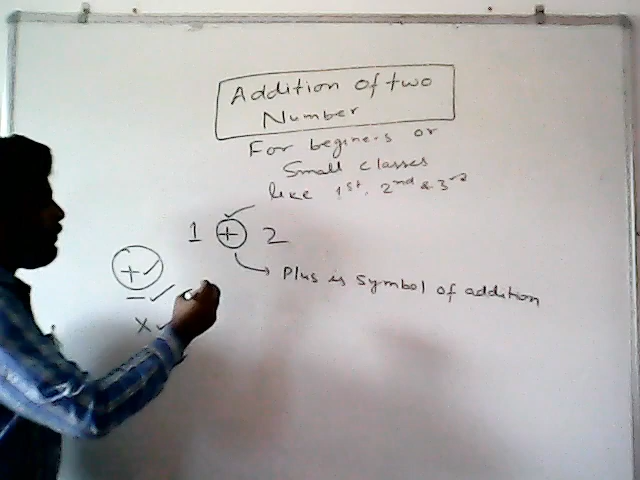 Addition of two
Number
For beginers or
Small classes
like 1st, 2nd & 3rd
1 + 2
Plus is symbol of addition
+
-
×